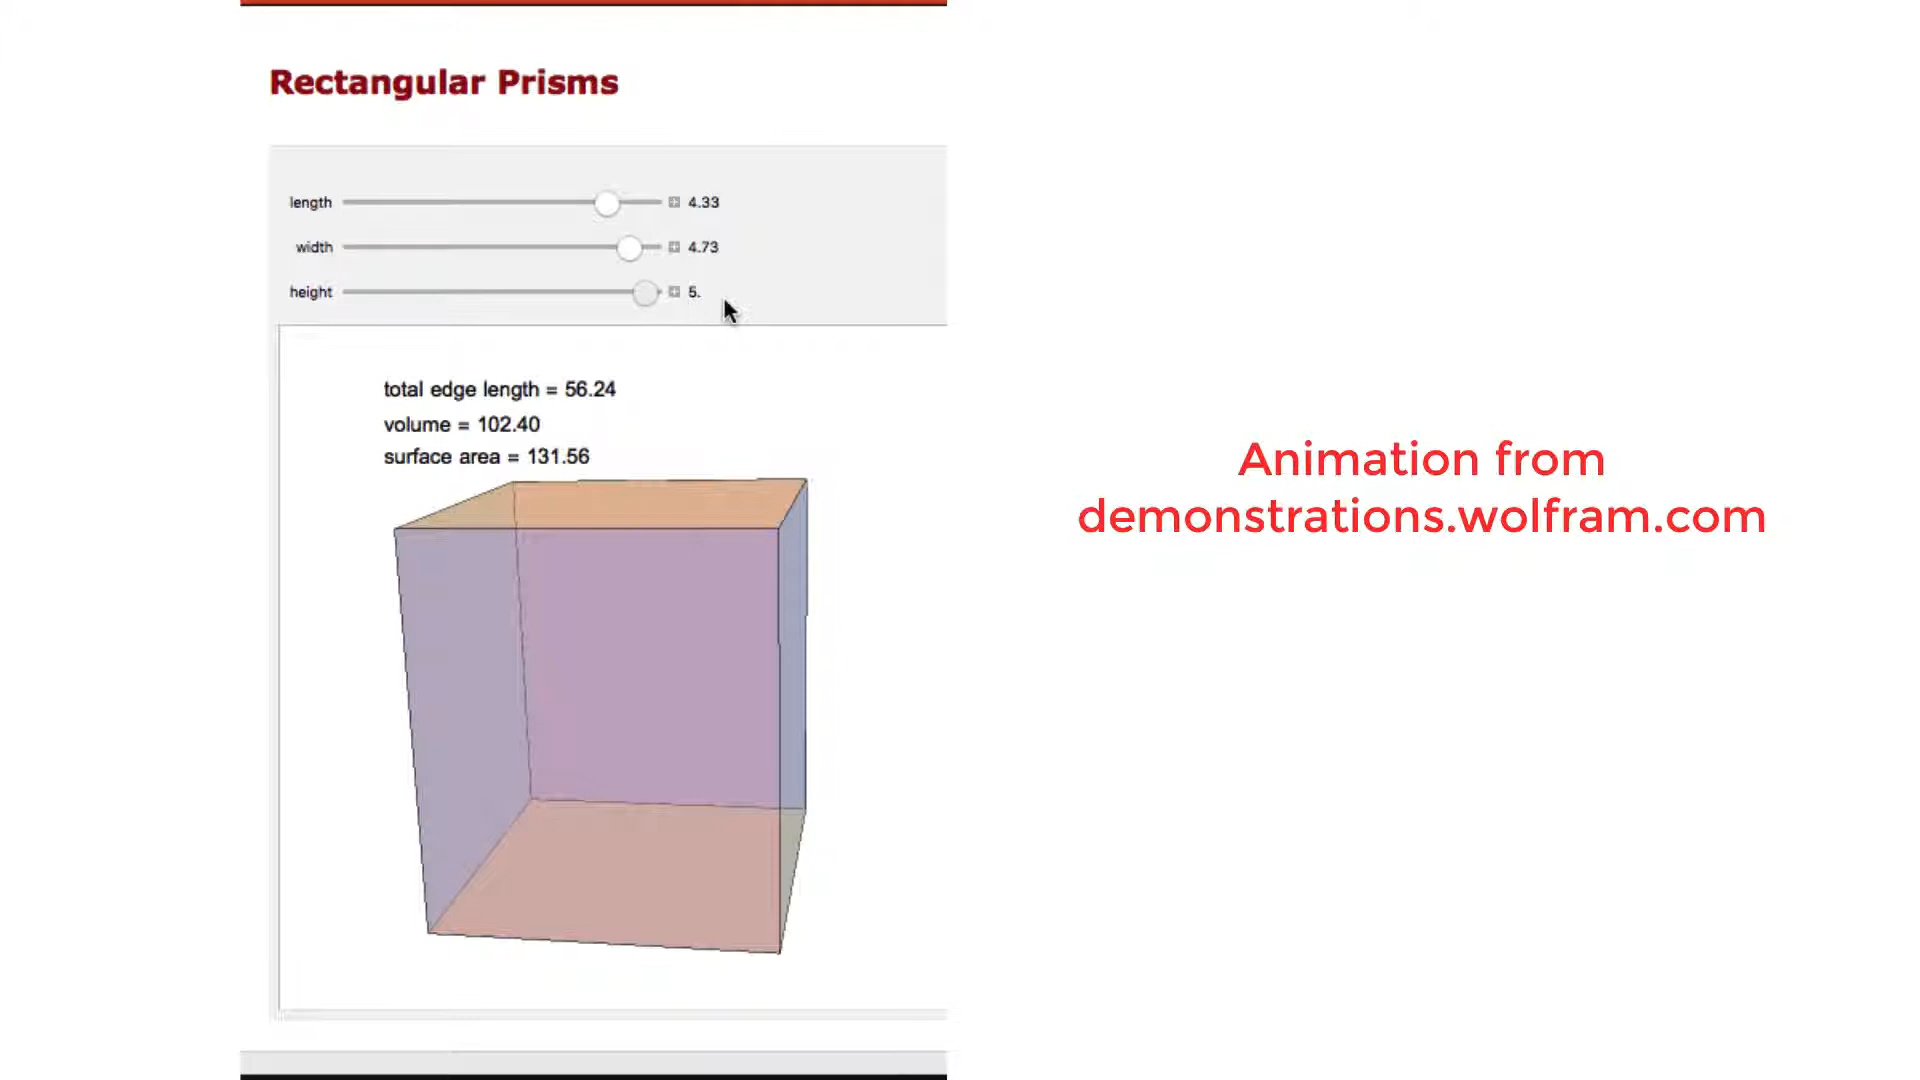 Rectangular Prisms
length 4.33
width 4.73
height 5.
total edge length = 56.24
volume = 102.40
surface area = 131.56
Animation from
demonstrations.wolfram.com